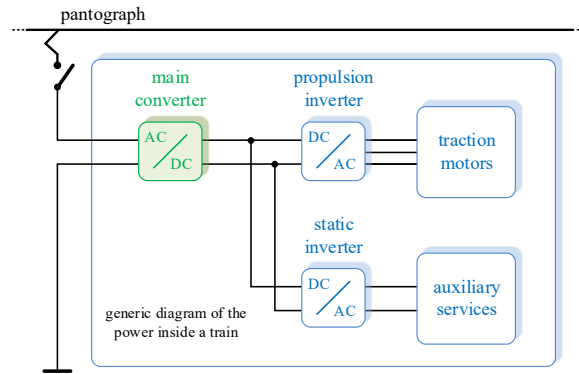 pantograph
main
converter
AC
DC
propulsion
inverter
DC
AC
traction
motors
static
inverter
DC
AC
auxiliary
services
generic diagram of the
power inside a train